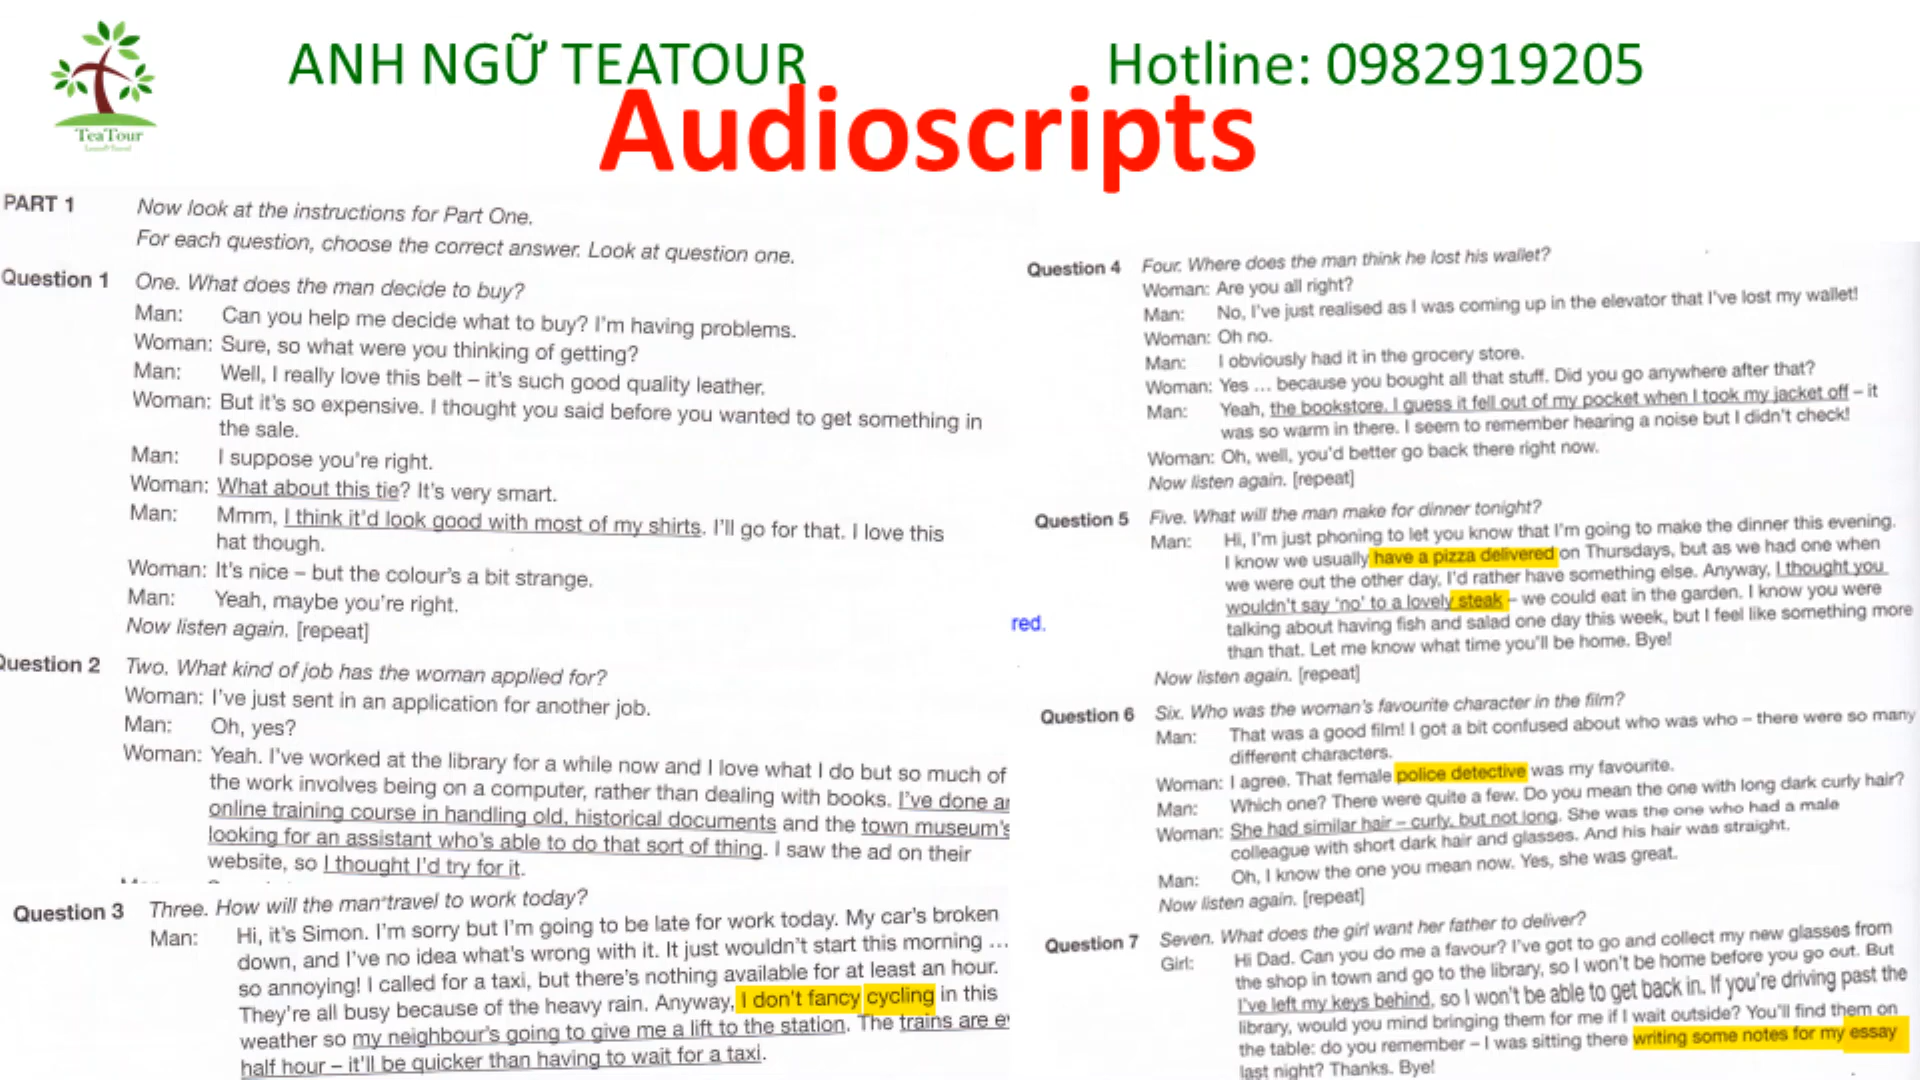 ANH NGỮ TEATOUR
Hotline: 0982919205
TeaTour
Audioscripts
PART 1
Now look at the instructions for Part One.
For each question, choose the correct answer. Look at question one.
Question 1
One. What does the man decide to buy?
Man: Can you help me decide what to buy? I'm having problems.
Woman: Sure, so what were you thinking of getting?
Man: Well, I really love this belt – it's such good quality leather.
Woman: But it's so expensive. I thought you said before you wanted to get something in
the sale.
Man: I suppose you're right.
Woman: What about this tie? It's very smart.
Man: Mmm, I think it'd look good with most of my shirts. I'll go for that. I love this
hat though.
Woman: It's nice – but the colour's a bit strange.
Man: Yeah, maybe you're right.
Now listen again. [repeat]
Question 2
Two. What kind of job has the woman applied for?
Woman: I've just sent in an application for another job.
Man: Oh, yes?
Woman: Yeah. I've worked at the library for a while now and I love what I do but so much of
the work involves being on a computer, rather than dealing with books. I've done an
online training course in handling old, historical documents and the town museum's
looking for an assistant who's able to do that sort of thing. I saw the ad on their
website, so I thought I'd try for it.
Question 3
Three. How will the man travel to work today?
Man: Hi, it's Simon. I'm sorry but I'm going to be late for work today. My car's broken
down, and I've no idea what's wrong with it. It just wouldn't start this morning ...
so annoying! I called for a taxi, but there's nothing available for at least an hour.
They're all busy because of the heavy rain. Anyway, I don't fancy cycling in this
weather so my neighbour's going to give me a lift to the station. The trains are ev
half hour – it'll be quicker than having to wait for a taxi.
red.
Question 4
Four. Where does the man think he lost his wallet?
Woman: Are you all right?
Man: No, I've just realised as I was coming up in the elevator that I've lost my wallet!
Woman: Oh no.
Man: I obviously had it in the grocery store.
Woman: Yes ... because you bought all that stuff. Did you go anywhere after that?
Man: Yeah, the bookstore. I guess it fell out of my pocket when I took my jacket off – it
was so warm in there. I seem to remember hearing a noise but I didn't check!
Woman: Oh, well, you'd better go back there right now.
Now listen again. [repeat]
Question 5
Five. What will the man make for dinner tonight?
Man: Hi, I'm just phoning to let you know that I'm going to make the dinner this evening.
I know we usually have a pizza delivered on Thursdays, but as we had one when
we were out the other day, I'd rather have something else. Anyway, I thought you
wouldn't say 'no' to a lovely steak – we could eat in the garden. I know you were
talking about having fish and salad one day this week, but I feel like something more
than that. Let me know what time you'll be home. Bye!
Now listen again. [repeat]
Question 6
Six. Who was the woman's favourite character in the film?
Man: That was a good film! I got a bit confused about who was who – there were so many
different characters.
Woman: I agree. That female police detective was my favourite.
Man: Which one? There were quite a few. Do you mean the one with long dark curly hair?
Woman: She had similar hair – curly, but not long. She was the one who had a male
colleague with short dark hair and glasses. And his hair was straight.
Man: Oh, I know the one you mean now. Yes, she was great.
Now listen again. [repeat]
Question 7
Seven. What does the girl want her father to deliver?
Girl: Hi Dad. Can you do me a favour? I've got to go and collect my new glasses from
the shop in town and go to the library, so I won't be home before you go out. But
I've left my keys behind, so I won't be able to get back in. If you're driving past the
library, would you mind bringing them for me if I wait outside? You'll find them on
the table: do you remember – I was sitting there writing some notes for my essay
last night? Thanks. Bye!